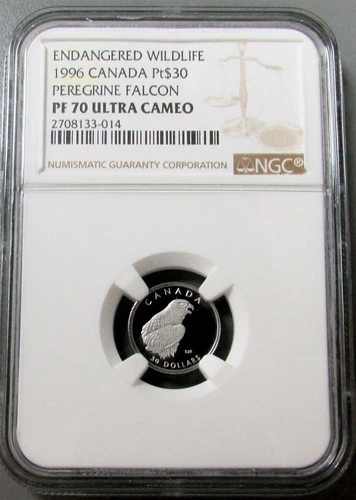 ENDANGERED WILDLIFE
1996 CANADA Pt$30
PEREGRINE FALCON
PF 70 ULTRA CAMEO
2708133-014
NUMISMATIC GUARANTY CORPORATION
NGC®
CANADA
30 DOLLARS